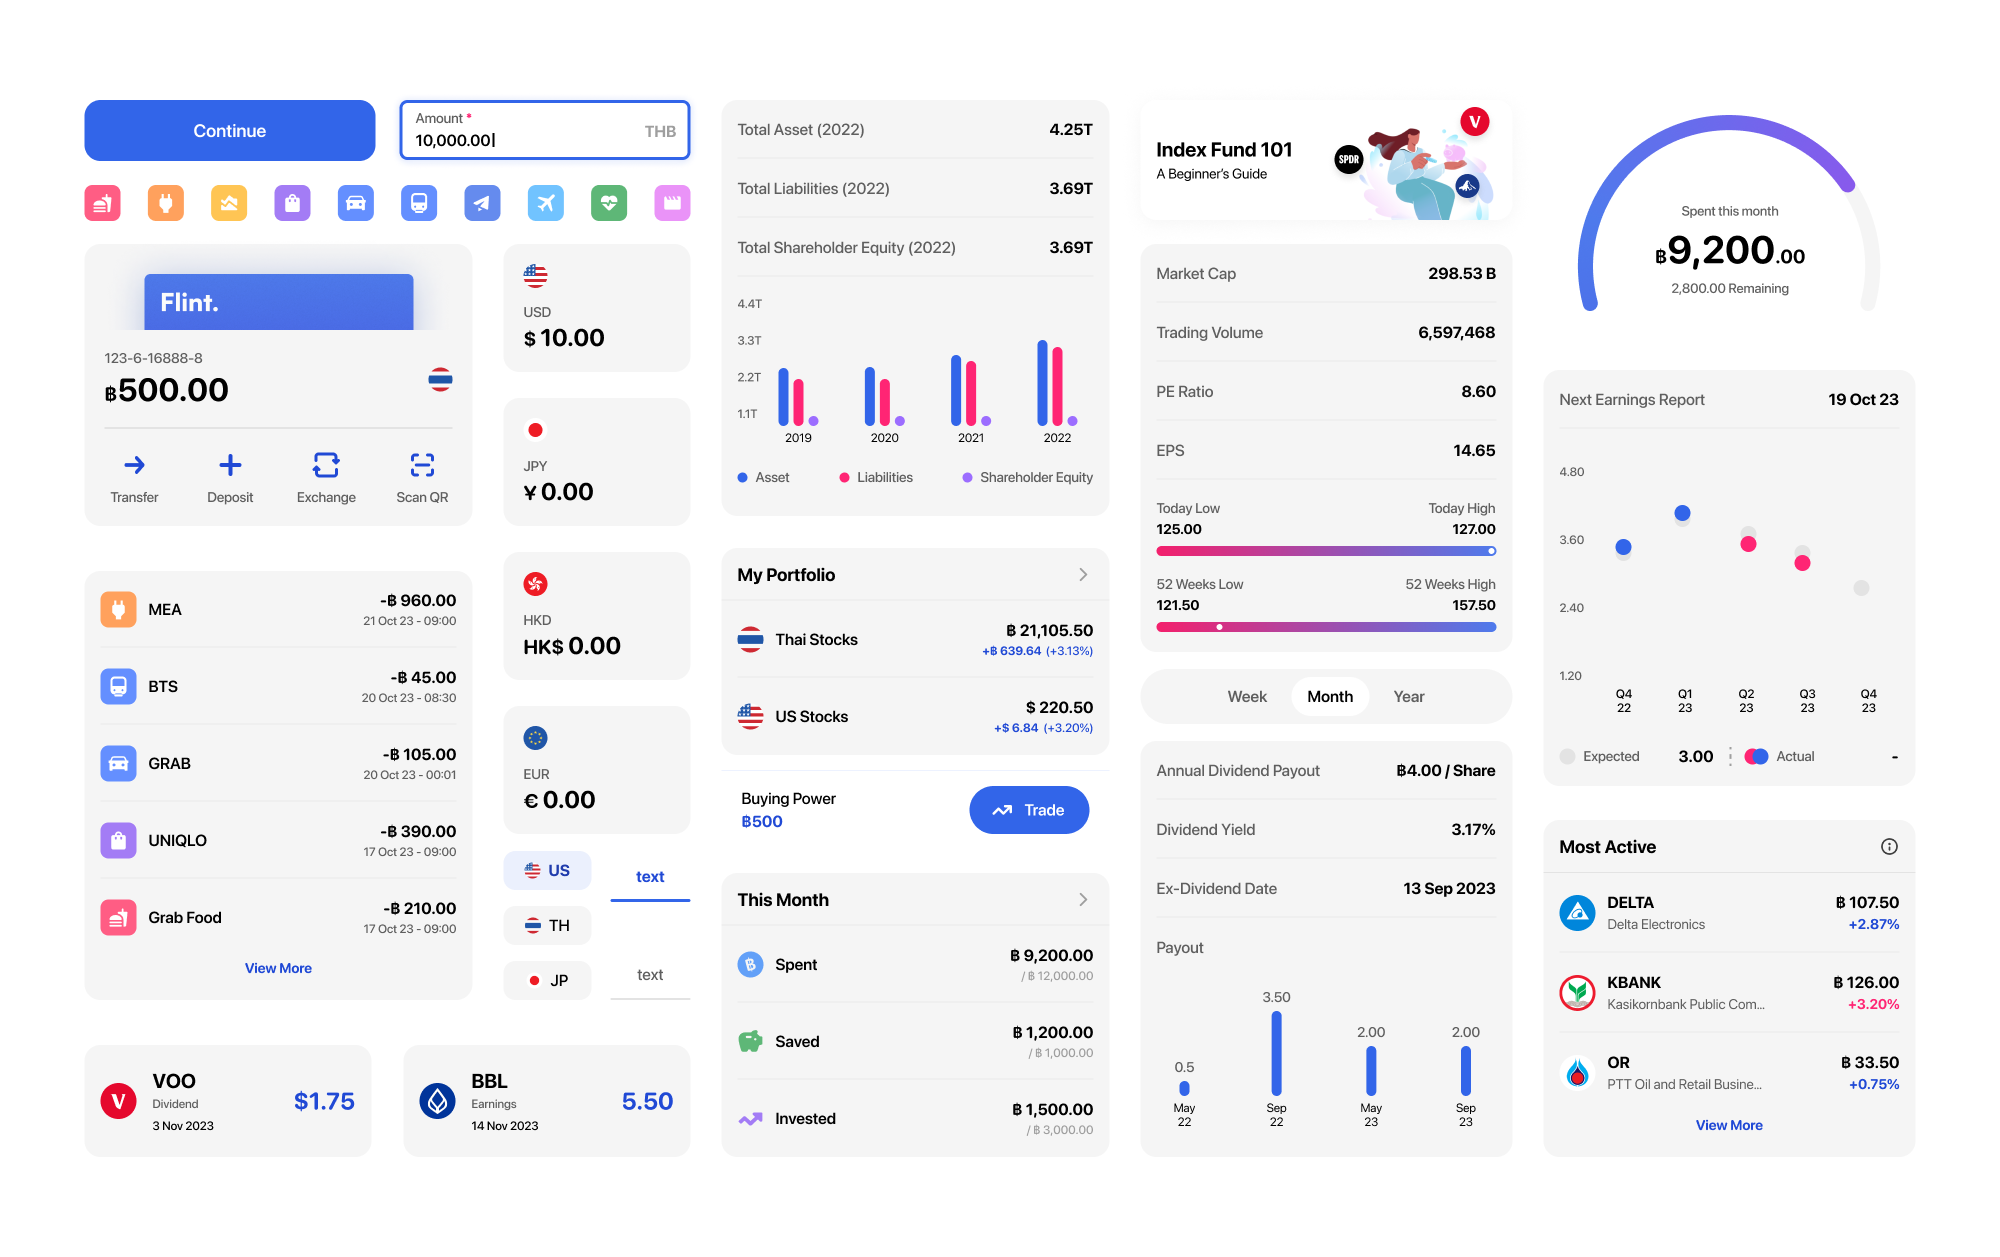 Continue
Amount *
10,000.00
THB
Flint.
123-6-16888-8
฿500.00
Transfer
Deposit
Exchange
Scan QR
MEA
-฿ 960.00
21 Oct 23 - 09:00
BTS
-฿ 45.00
20 Oct 23 - 08:30
GRAB
-฿ 105.00
20 Oct 23 - 00:01
UNIQLO
-฿ 390.00
17 Oct 23 - 09:00
Grab Food
-฿ 210.00
17 Oct 23 - 09:00
View More
USD
$ 10.00
JPY
¥ 0.00
HKD
HK$ 0.00
EUR
€ 0.00
US
TH
JP
text
text
V
VOO
Dividend
3 Nov 2023
$1.75
BBL
Earnings
14 Nov 2023
5.50
Total Asset (2022)
4.25T
Total Liabilities (2022)
3.69T
Total Shareholder Equity (2022)
3.69T
4.4T
3.3T
2.2T
1.1T
2019
2020
2021
2022
Asset
Liabilities
Shareholder Equity
My Portfolio
Thai Stocks
฿ 21,105.50
+฿ 639.64 (+3.13%)
US Stocks
$ 220.50
+$ 6.84 (+3.20%)
Buying Power
฿500
Trade
This Month
Spent
฿ 9,200.00
/ ฿ 12,000.00
Saved
฿ 1,200.00
/ ฿ 1,000.00
Invested
฿ 1,500.00
/ ฿ 3,000.00
Index Fund 101
A Beginner's Guide
SPDR
V
Market Cap
298.53 B
Trading Volume
6,597,468
PE Ratio
8.60
EPS
14.65
Today Low
Today High
125.00
127.00
52 Weeks Low
52 Weeks High
121.50
157.50
Week
Month
Year
Annual Dividend Payout
฿4.00 / Share
Dividend Yield
3.17%
Ex-Dividend Date
13 Sep 2023
Payout
0.5
3.50
2.00
2.00
May
22
Sep
22
May
23
Sep
23
Spent this month
฿9,200.00
2,800.00 Remaining
Next Earnings Report
19 Oct 23
4.80
3.60
2.40
1.20
Q4
22
Q1
23
Q2
23
Q3
23
Q4
23
Expected
3.00
Actual
-
Most Active
DELTA
Delta Electronics
฿ 107.50
+2.87%
KBANK
Kasikornbank Public Com...
฿ 126.00
+3.20%
OR
PTT Oil and Retail Busine...
฿ 33.50
+0.75%
View More